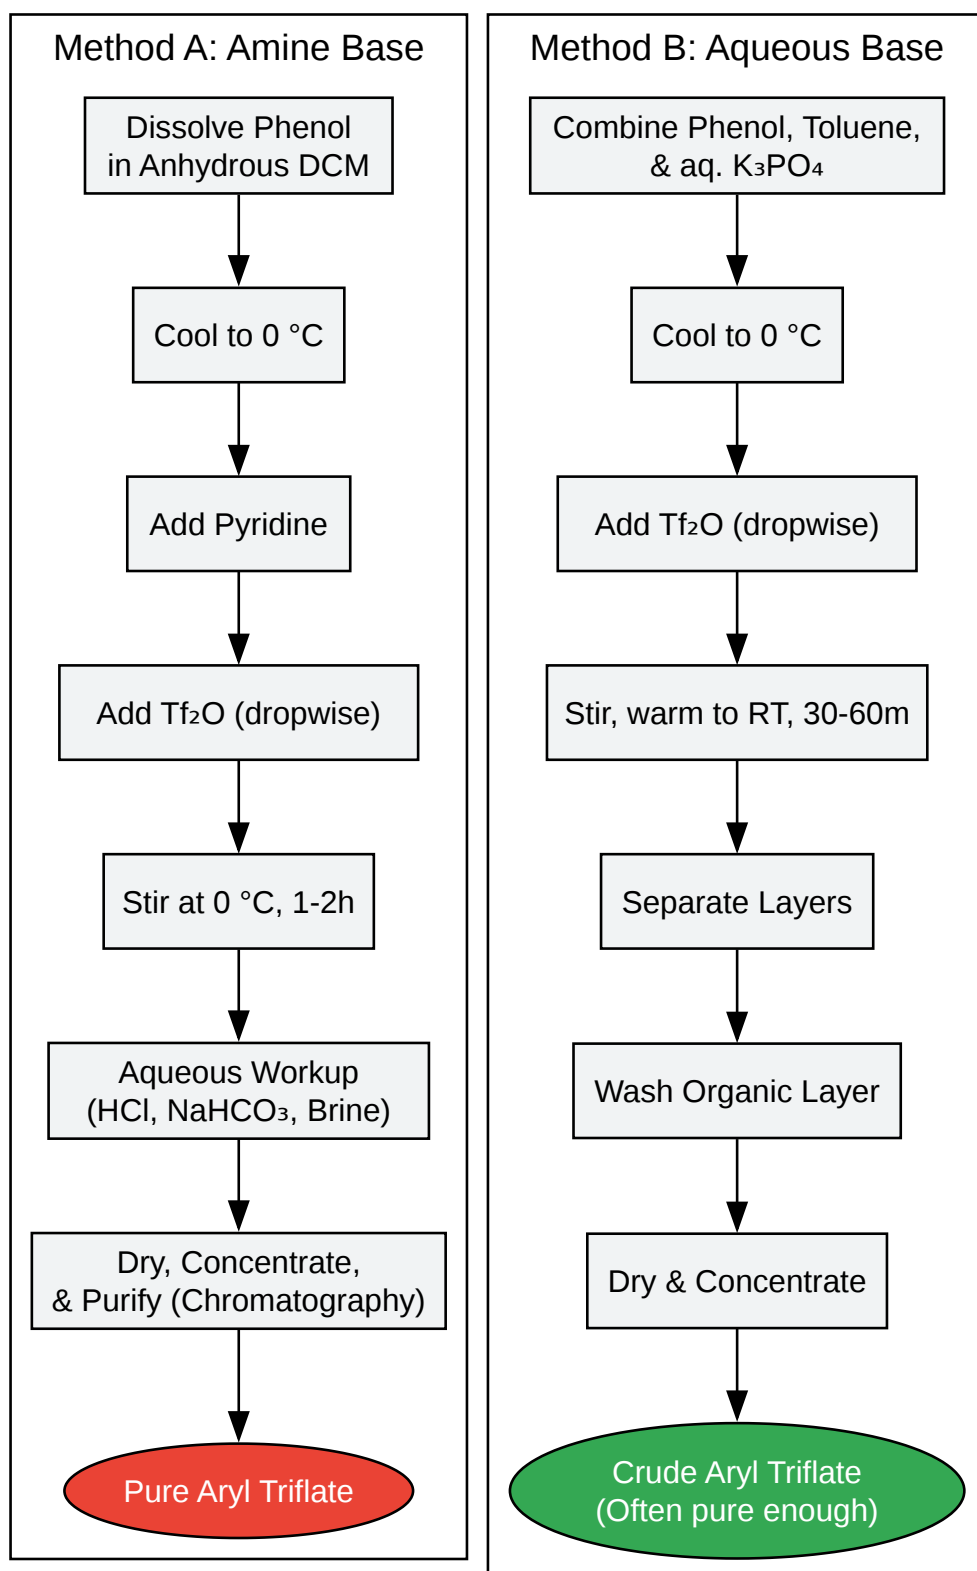 Method A: Amine Base
Dissolve Phenol
in Anhydrous DCM
Cool to 0 °C
Add Pyridine
Add Tf₂O (dropwise)
Stir at 0 °C, 1-2h
Aqueous Workup
(HCl, NaHCO₃, Brine)
Dry, Concentrate,
& Purify (Chromatography)
Pure Aryl Triflate
Method B: Aqueous Base
Combine Phenol, Toluene,
& aq. K₃PO₄
Cool to 0 °C
Add Tf₂O (dropwise)
Stir, warm to RT, 30-60m
Separate Layers
Wash Organic Layer
Dry & Concentrate
Crude Aryl Triflate
(Often pure enough)